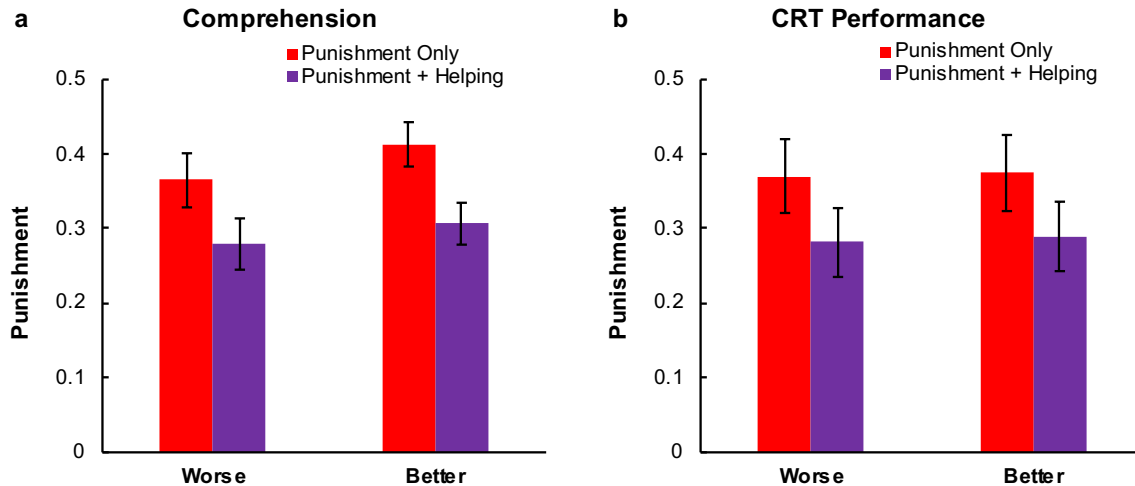 a
Comprehension
Punishment Only
Punishment + Helping
0.5
0.4
0.3
0.2
0.1
0
Punishment
Worse
Better
b
CRT Performance
Punishment Only
Punishment + Helping
0.5
0.4
0.3
0.2
0.1
0
Punishment
Worse
Better